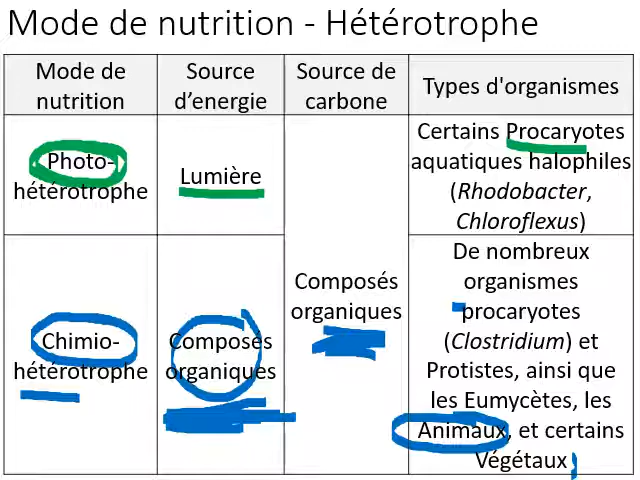 Mode de nutrition - Hétérotrophe
Mode de
nutrition
Source
d’energie
Source de
carbone
Types d'organismes
Photo-
hétérotrophe
Lumière
Composés
organiques
Certains Procaryotes
aquatiques halophiles
(Rhodobacter,
Chloroflexus)
Chimio-
hétérotrophe
Composés
organiques
De nombreux
organismes
procaryotes
(Clostridium) et
Protistes, ainsi que
les Eumycètes, les
Animaux, et certains
Végétaux